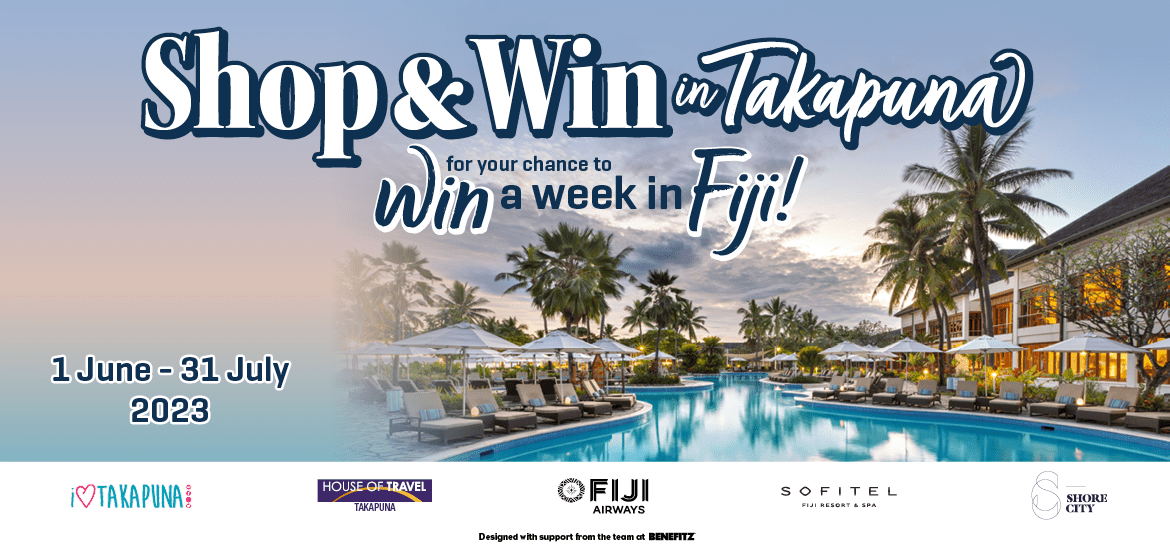 Shop & Win in Takapuna
for your chance to
Win a week in Fiji!
1 June - 31 July
2023
i TAKAPUNA
HOUSE OF TRAVEL
TAKAPUNA
FIJI
AIRWAYS
SOFITEL
FIJI RESORT & SPA
SHORE
CITY
Designed with support from the team at BENEFITZ